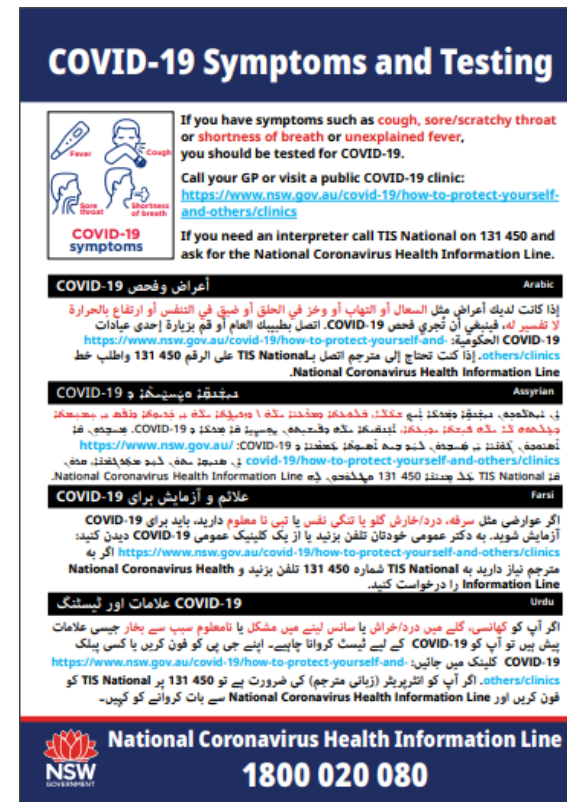 COVID-19 Symptoms and Testing
Fever
Cough
Sore throat
Shortness of breath
COVID-19
symptoms
If you have symptoms such as cough, sore/scratchy throat
or shortness of breath or unexplained fever,
you should be tested for COVID-19.
Call your GP or visit a public COVID-19 clinic:
https://www.nsw.gov.au/covid-19/how-to-protect-yourself-
and-others/clinics
If you need an interpreter call TIS National on 131 450 and
ask for the National Coronavirus Health Information Line.
أعراض وفحص COVID-19
Arabic
إذا كانت لديك أعراض مثل السعال أو التهاب أو وخز في الحلق أو ضيق في التنفس أو ارتفاع بالحرارة
لا تفسير له، فينبغي أن تُجري فحص COVID-19. اتصل بطبيبك العام أو قم بزيارة إحدى عيادات
COVID-19 الحكومية: https://www.nsw.gov.au/covid-19/how-to-protect-yourself-and-
others/clinics. إذا كنت تحتاج إلى مترجم اتصل بـTIS National على الرقم 131 450 واطلب خط
National Coronavirus Health Information Line.
COVID-19
Assyrian
COVID-19.
COVID-19: https://www.nsw.gov.au/
covid-19/how-to-protect-yourself-and-others/clinics
TIS National 131 450 National Coronavirus Health Information Line.
علائم و آزمایش برای COVID-19
Farsi
اگر عوارضی مثل سرفه، درد/خارش گلو یا تنگی نفس یا تبی نا معلوم دارید، باید برای COVID-19
آزمایش شوید. به دکتر عمومی خودتان تلفن بزنید یا از یک کلینیک عمومی COVID-19 دیدن کنید:
https://www.nsw.gov.au/covid-19/how-to-protect-yourself-and-others/clinics اگر به
مترجم نیاز دارید به TIS National شماره 131 450 تلفن بزنید و National Coronavirus Health
Information Line را درخواست کنید.
COVID-19 علامات اور ٹیسٹنگ
Urdu
اگر آپ کو کھانسی، گلے میں درد/خراش یا سانس لینے میں مشکل یا نامعلوم سبب سے بخار جیسی علامات
پیش ہیں تو آپ کو COVID-19 کے لیے ٹیسٹ کروانا چاہیے۔ اپنے جی پی کو فون کریں یا کسی پبلک
COVID-19 کلینک میں جائیں: https://www.nsw.gov.au/covid-19/how-to-protect-yourself-and-
others/clinics. اگر آپ کو انٹرپریٹر (زبانی مترجم) کی ضرورت ہے تو 131 450 پر TIS National کو
فون کریں اور National Coronavirus Health Information Line سے بات کروانے کو کہیں۔
NSW
GOVERNMENT
National Coronavirus Health Information Line
1800 020 080